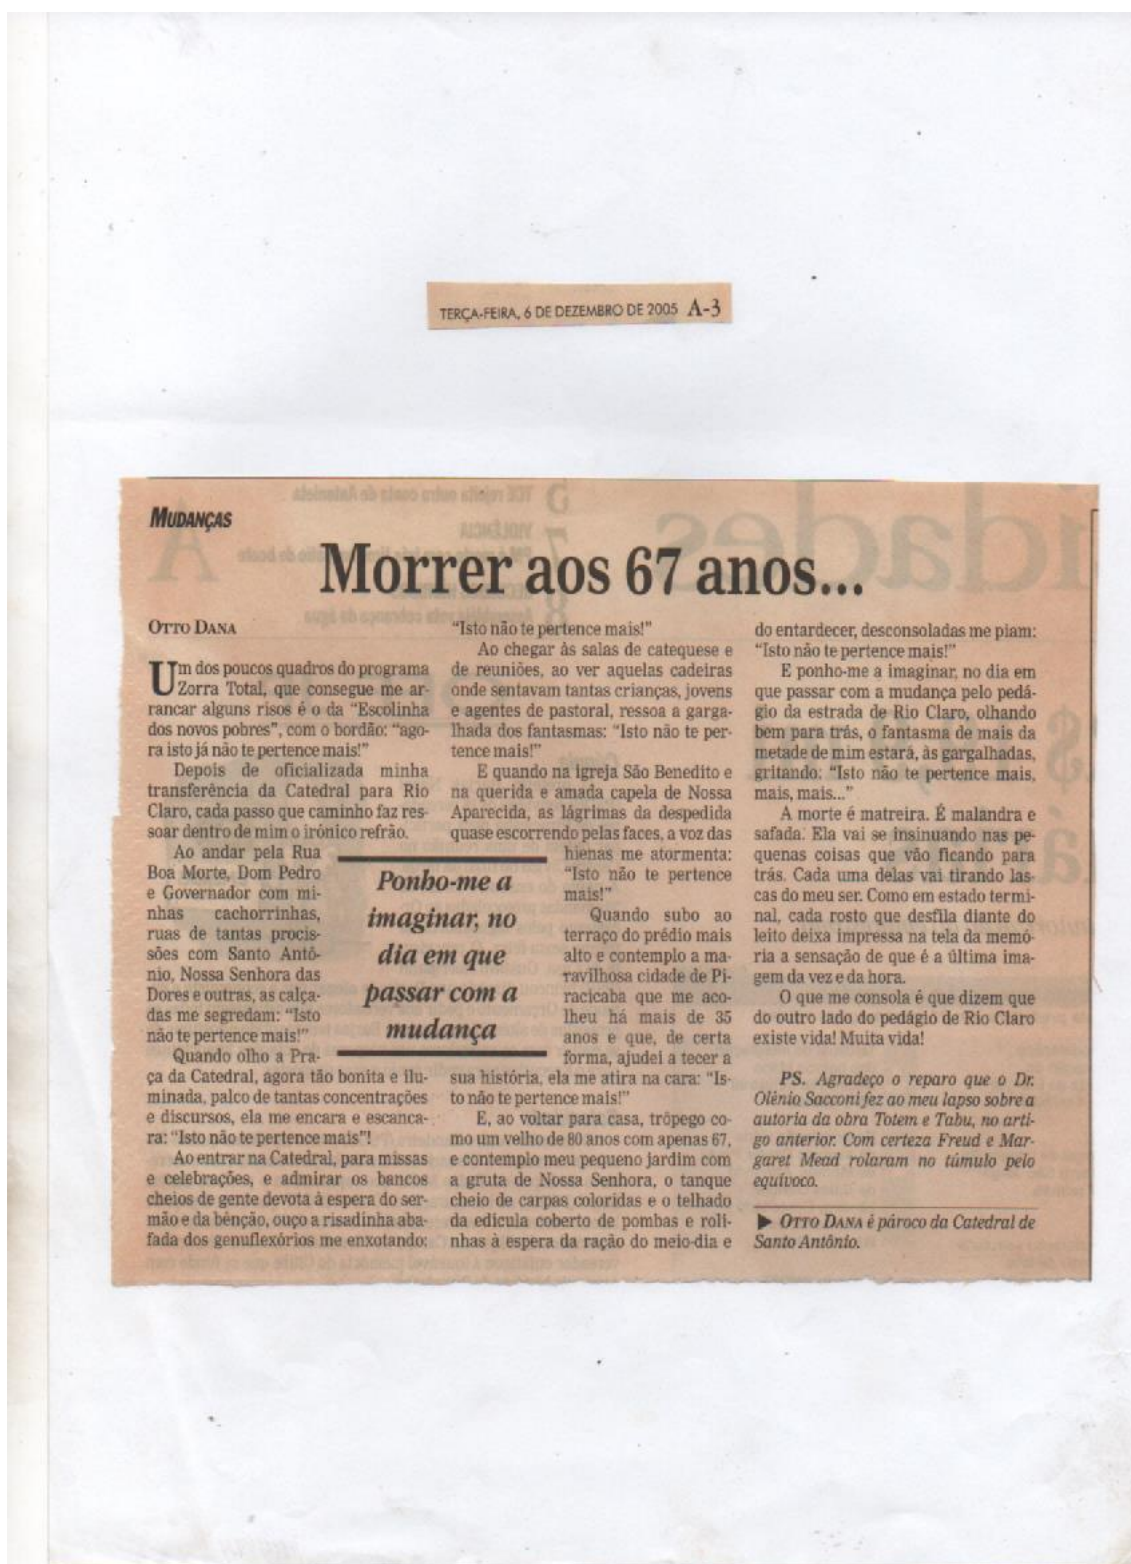 TERÇA-FEIRA, 6 DE DEZEMBRO DE 2005 A-3
MUDANÇAS
Morrer aos 67 anos...
OTTO DANA
Um dos poucos quadros do programa
Zorra Total, que consegue me ar-
rancar alguns risos é o da “Escolinha
dos novos pobres”, com o bordão: “ago-
ra isto já não te pertence mais!”
Depois de oficializada minha
transferência da Catedral para Rio
Claro, cada passo que caminho faz res-
soar dentro de mim o irônico refrão.
Ao andar pela Rua
Boa Morte, Dom Pedro
e Governador com mi-
nhas cachorrinhas,
ruas de tantas procis-
sões com Santo Antô-
nio, Nossa Senhora das
Dores e outras, as calça-
das me segredam: “Isto
não te pertence mais!”
Quando olho a Pra-
ça da Catedral, agora tão bonita e ilu-
minada, palco de tantas concentrações
e discursos, ela me encara e escanca-
ra: “Isto não te pertence mais”!
Ao entrar na Catedral, para missas
e celebrações, e admirar os bancos
cheios de gente devota à espera do ser-
mão e da bênção, ouço a risadinha aba-
fada dos genuflexórios me enxotando:
“Isto não te pertence mais!”
Ao chegar às salas de catequese e
de reuniões, ao ver aquelas cadeiras
onde sentavam tantas crianças, jovens
e agentes de pastoral, ressoa a garga-
lhada dos fantasmas: “Isto não te per-
tence mais!”
E quando na igreja São Benedito e
na querida e amada capela de Nossa
Aparecida, as lágrimas da despedida
quase escorrendo pelas faces, a voz das
hienas me atormenta:
“Isto não te pertence
mais!”
Quando subo ao
terraço do prédio mais
alto e contemplo a ma-
ravilhosa cidade de Pi-
racicaba que me aco-
lheu há mais de 35
anos e que, de certa
forma, ajudei a tecer a
sua história, ela me atira na cara: “Is-
to não te pertence mais!”
E, ao voltar para casa, trôpego co-
mo um velho de 80 anos com apenas 67,
e contemplo meu pequeno jardim com
a gruta de Nossa Senhora, o tanque
cheio de carpas coloridas e o telhado
da edícula coberto de pombas e roli-
nhas à espera da ração do meio-dia e
Ponho-me a
imaginar, no
dia em que
passar com a
mudança
do entardecer, desconsoladas me piam:
“Isto não te pertence mais!”
E ponho-me a imaginar, no dia em
que passar com a mudança pelo pedá-
gio da estrada de Rio Claro, olhando
bem para trás, o fantasma de mais da
metade de mim estará, às gargalhadas,
gritando: “Isto não te pertence mais,
mais, mais...”
A morte é matreira. É malandra e
safada. Ela vai se insinuando nas pe-
quenas coisas que vão ficando para
trás. Cada uma delas vai tirando las-
cas do meu ser. Como em estado termi-
nal, cada rosto que desfila diante do
leito deixa impressa na tela da memó-
ria a sensação de que é a última ima-
gem da vez e da hora.
O que me consola é que dizem que
do outro lado do pedágio de Rio Claro
existe vida! Muita vida!
PS. Agradeço o reparo que o Dr.
Olênio Sacconi fez ao meu lapso sobre a
autoria da obra Totem e Tabu, no arti-
go anterior. Com certeza Freud e Mar-
garet Mead rolaram no túmulo pelo
equívoco.
▶ OTTO DANA é pároco da Catedral de
Santo Antônio.